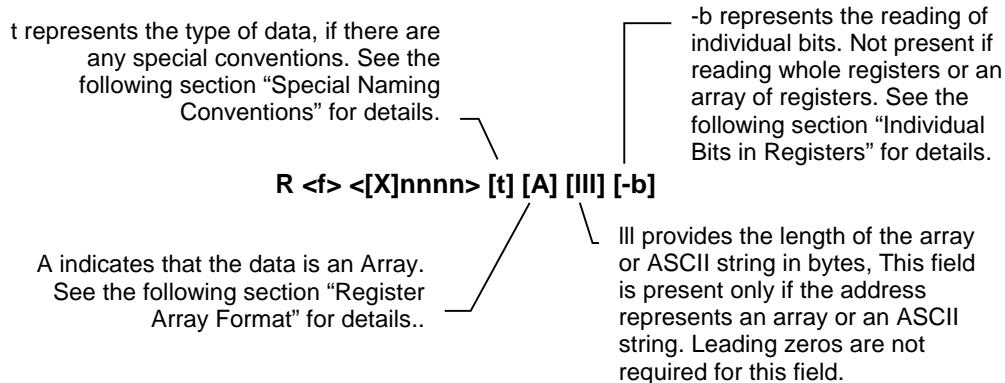 t represents the type of data, if there are
any special conventions. See the
following section “Special Naming
Conventions” for details.
-b represents the reading of
individual bits. Not present if
reading whole registers or an
array of registers. See the
following section “Individual
Bits in Registers” for details.
R <f> <[X]nnnn> [t] [A] [lll] [-b]
A indicates that the data is an Array.
See the following section “Register
Array Format” for details..
lll provides the length of the array
or ASCII string in bytes, This field
is present only if the address
represents an array or an ASCII
string. Leading zeros are not
required for this field.